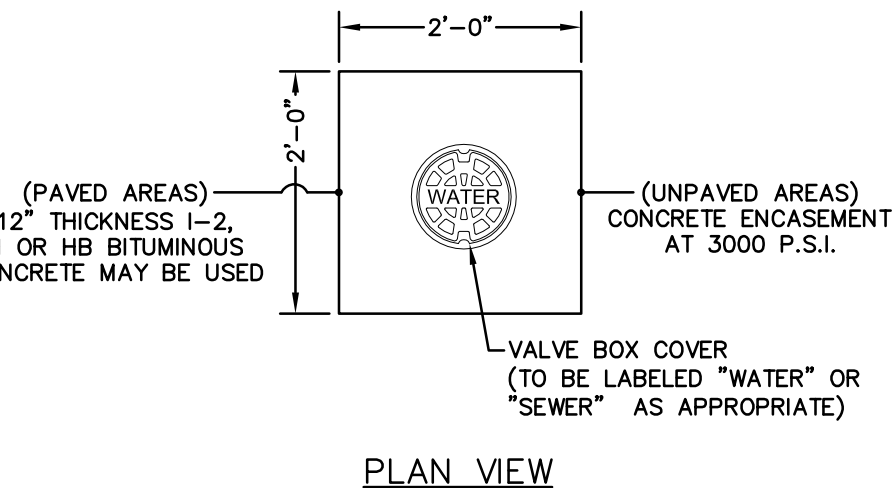 2'-0"
2'-0"
(PAVED AREAS)
12" THICKNESS I-2,
OR HB BITUMINOUS
MAY BE USED
WATER
(UNPAVED AREAS)
CONCRETE ENCASEMENT
AT 3000 P.S.I.
VALVE BOX COVER
(TO BE LABELED "WATER" OR
"SEWER" AS APPROPRIATE)
PLAN VIEW